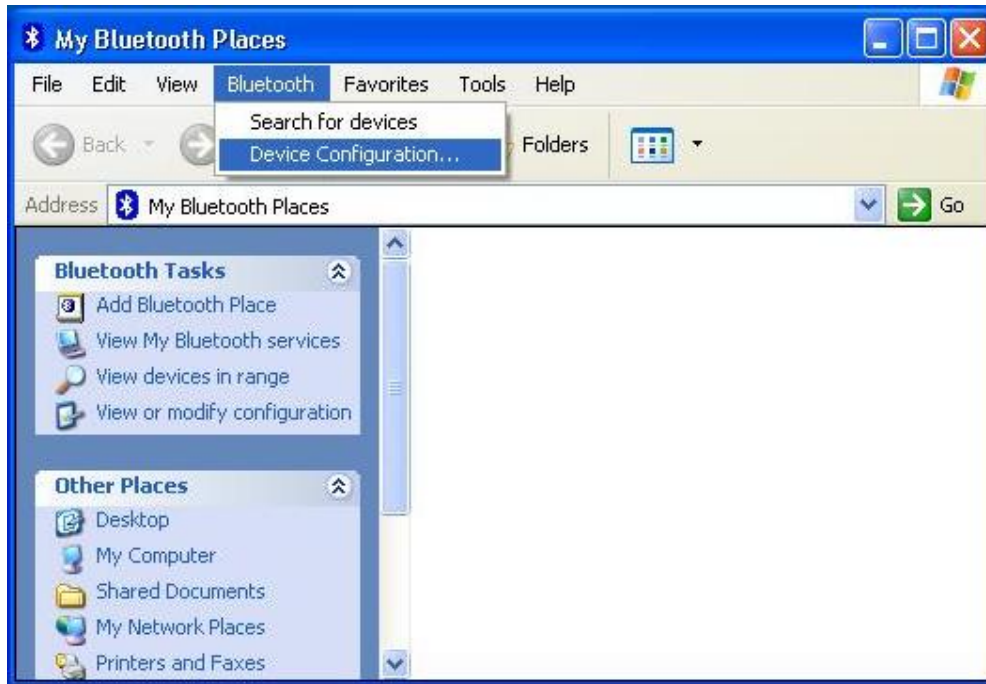 My Bluetooth Places
File Edit View Bluetooth Favorites Tools Help
Search for devices
Device Configuration...
Back Folders
Address My Bluetooth Places Go
Bluetooth Tasks
Add Bluetooth Place
View My Bluetooth services
View devices in range
View or modify configuration
Other Places
Desktop
My Computer
Shared Documents
My Network Places
Printers and Faxes